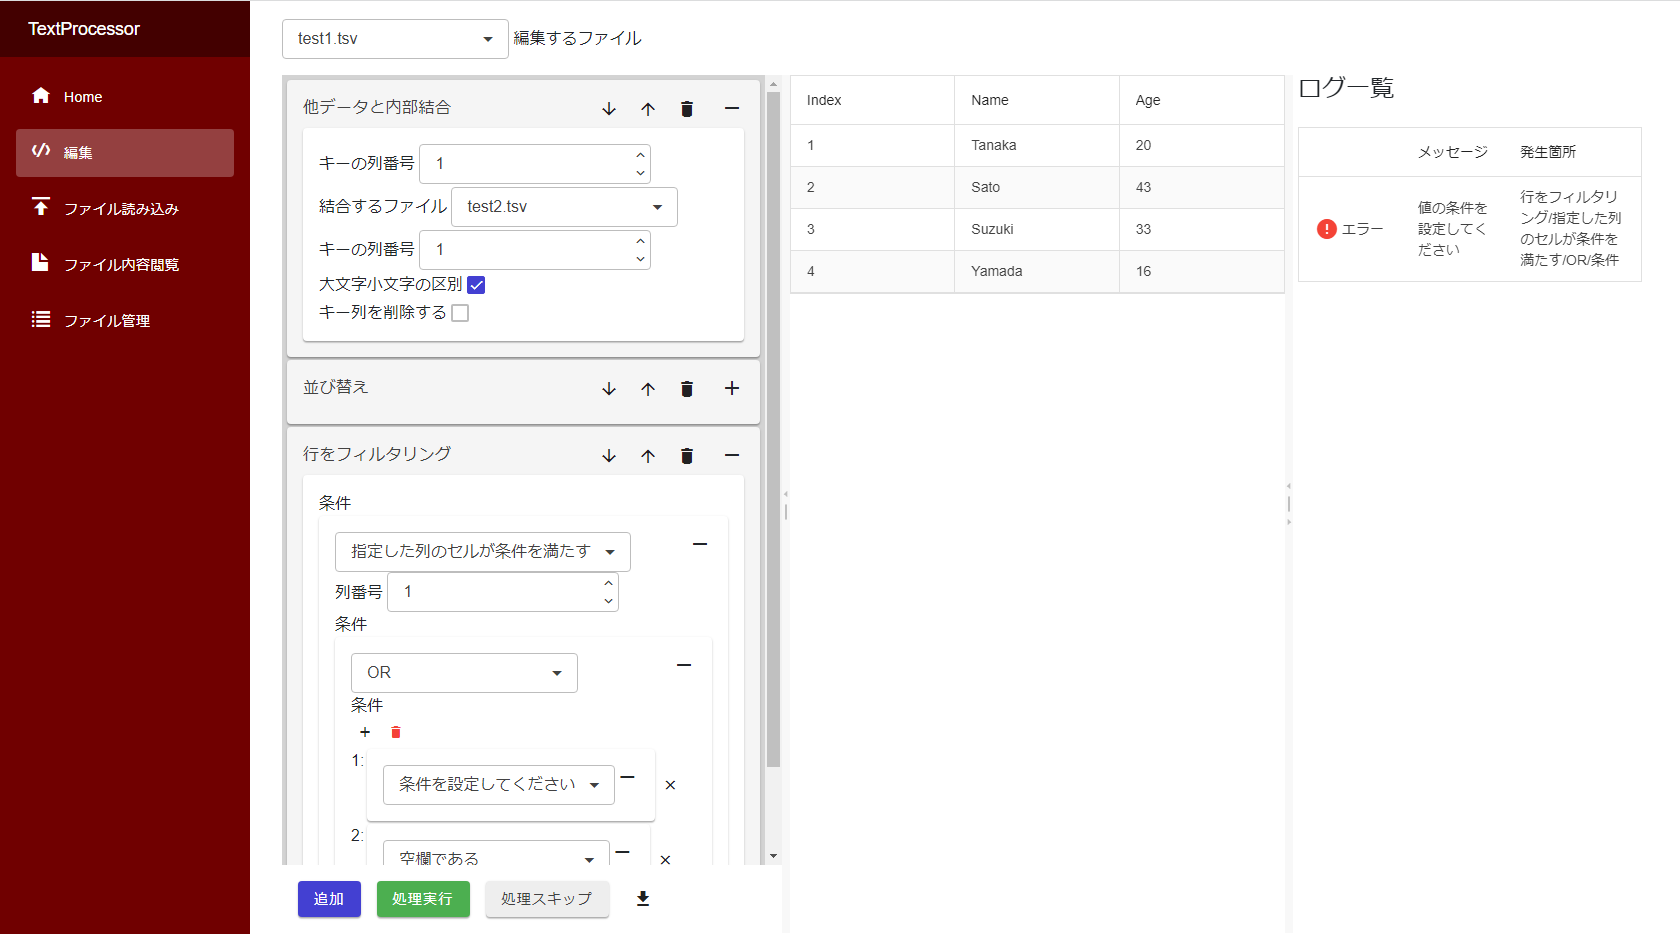 TextProcessor
Home
編集
ファイル読み込み
ファイル内容閲覧
ファイル管理
test1.tsv 編集するファイル
他データと内部結合
キーの列番号 1
結合するファイル test2.tsv
キーの列番号 1
大文字小文字の区別
キー列を削除する
並び替え
行をフィルタリング
条件
指定した列のセルが条件を満たす
列番号 1
条件
OR
条件
1:
条件を設定してください
2:
空欄である
追加 処理実行 処理スキップ
Index Name Age
1 Tanaka 20
2 Sato 43
3 Suzuki 33
4 Yamada 16
ログ一覧
メッセージ 発生箇所
エラー
値の条件を
設定してく
ださい
行をフィルタリ
ング/指定した列
のセルが条件を
満たす/OR/条件